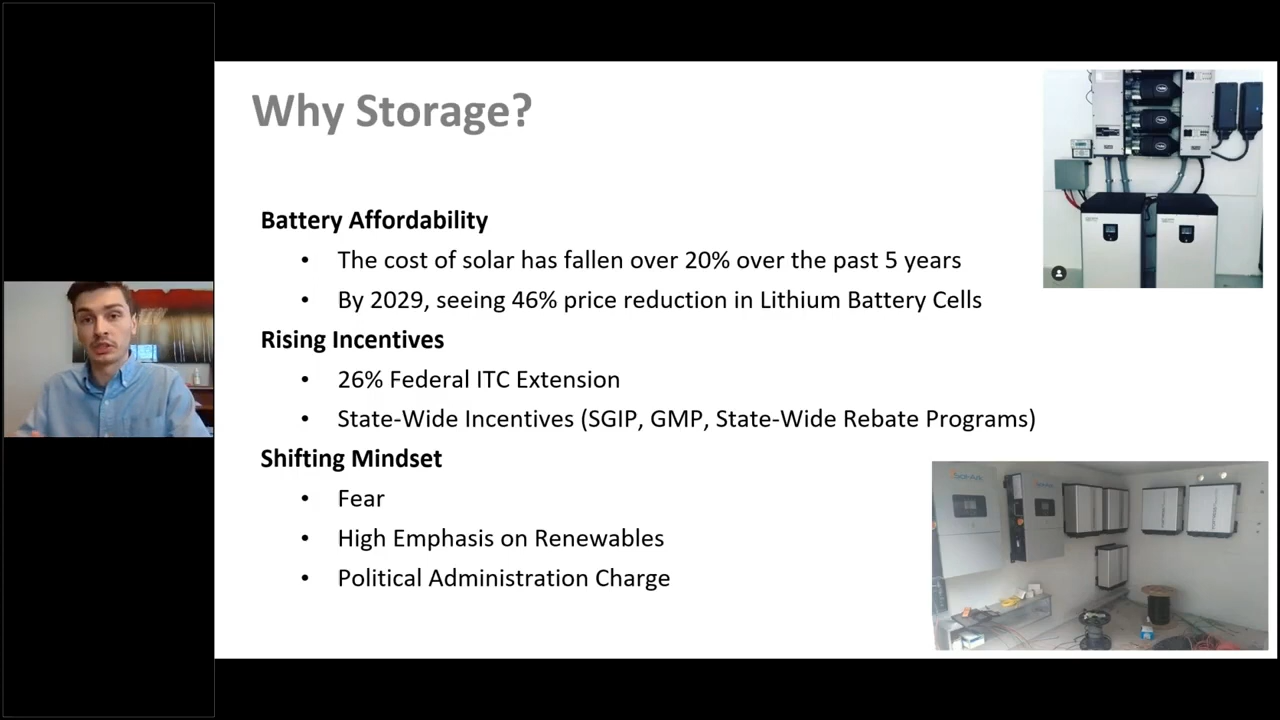 Why Storage?
Battery Affordability
• The cost of solar has fallen over 20% over the past 5 years
• By 2029, seeing 46% price reduction in Lithium Battery Cells
Rising Incentives
• 26% Federal ITC Extension
• State-Wide Incentives (SGIP, GMP, State-Wide Rebate Programs)
Shifting Mindset
• Fear
• High Emphasis on Renewables
• Political Administration Charge